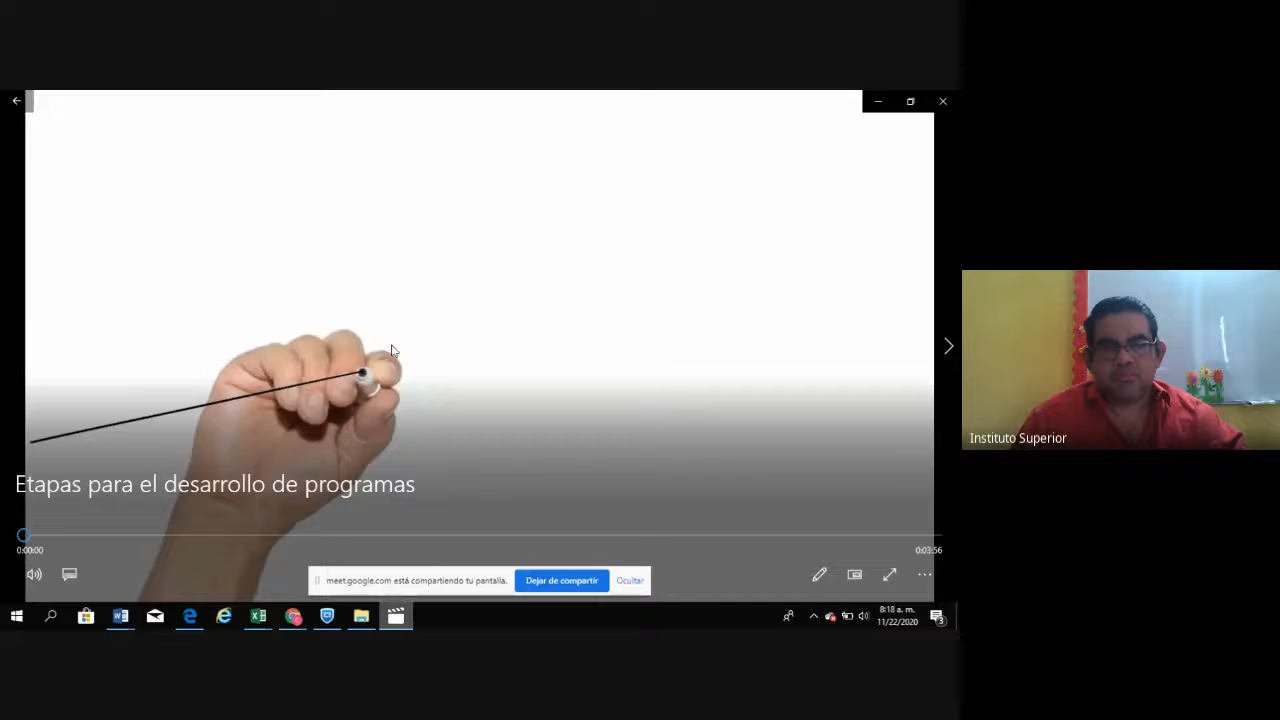 Instituto Superior
Etapas para el desarrollo de programas
0:00:00
0:03:56
meet.google.com está compartiendo tu pantalla.
Dejar de compartir
Ocultar
8:18 a. m.
11/22/2020
3